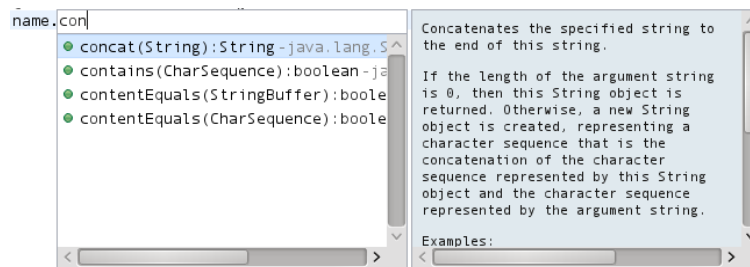 name.con
concat(String):String - java.lang.S
contains(CharSequence):boolean - ja
contentEquals(StringBuffer):boole
contentEquals(CharSequence):boole
Concatenates the specified string to
the end of this string.
If the length of the argument string
is 0, then this String object is
returned. Otherwise, a new String
object is created, representing a
character sequence that is the
concatenation of the character
sequence represented by this String
object and the character sequence
represented by the argument string.
Examples: